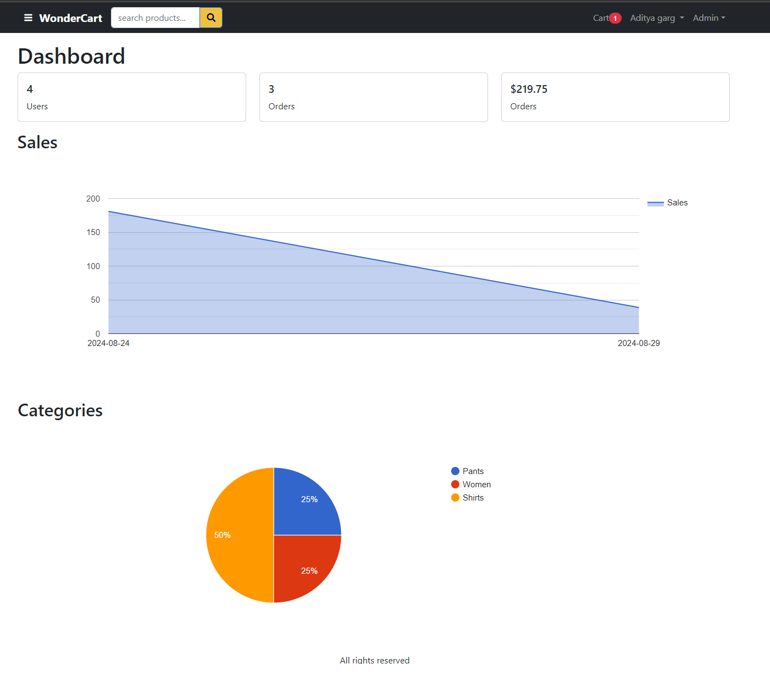 WonderCart search products... Cart 1 Aditya garg Admin
Dashboard
4 3 $219.75
Users Orders Orders
Sales
200
150
100
50
0
Sales
2024-08-24 2024-08-29
Categories
25%
50%
25%
Pants
Women
Shirts
All rights reserved